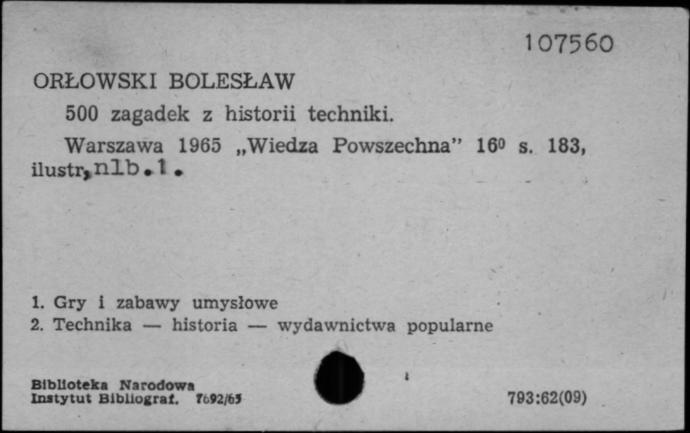 107560
ORŁOWSKI BOLESŁAW
500 zagadek z historii techniki.
Warszawa 1965 „Wiedza Powszechna” 16⁰ s. 183,
ilustr,nlb.1.
1. Gry i zabawy umysłowe
2. Technika — historia — wydawnictwa popularne
Biblioteka Narodowa
Instytut Bibliograf. 7692/65
793:62(09)